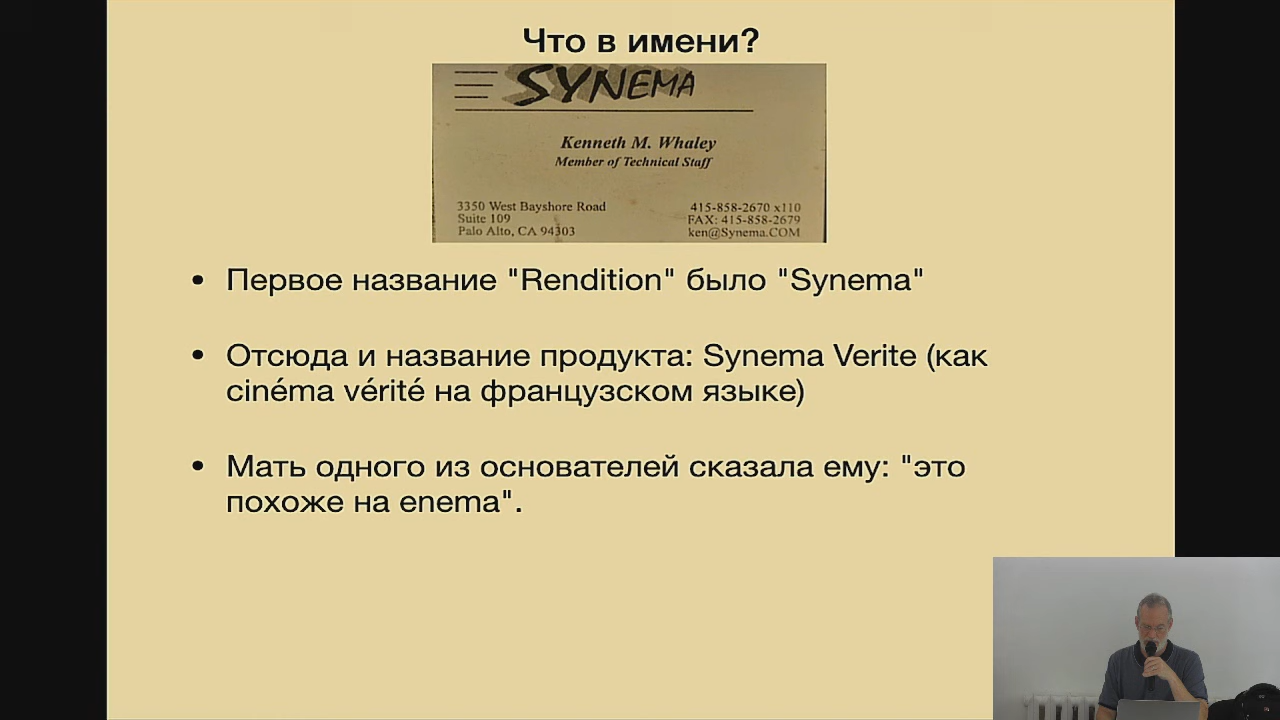 Что в имени?
SYNEMA
Kenneth M. Whaley
Member of Technical Staff
3350 West Bayshore Road
Suite 109
Palo Alto, CA 94303
415-858-2670 x110
FAX: 415-858-2679
ken@Synema.COM
• Первое название "Rendition" было "Synema"
• Отсюда и название продукта: Synema Verite (как
cinéma vérité на французском языке)
• Мать одного из основателей сказала ему: "это
похоже на enema".